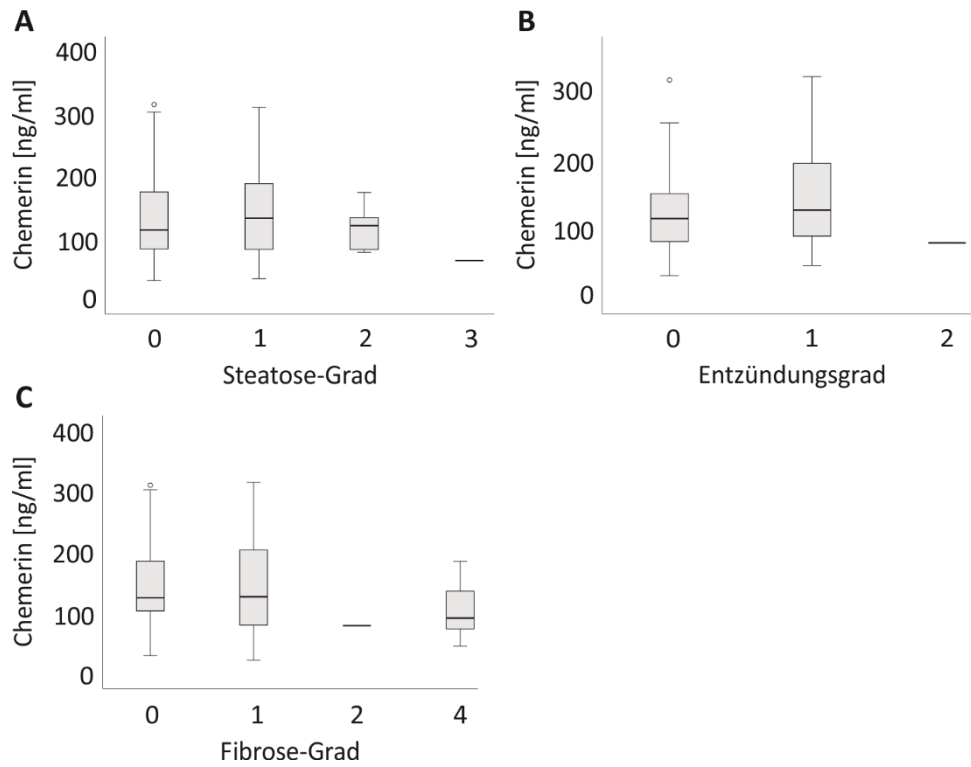 A
Chemerin [ng/ml]
400
300
200
100
0
0 1 2 3
Steatose-Grad
B
Chemerin [ng/ml]
300
200
100
0
0 1 2
Entzündungsgrad
C
Chemerin [ng/ml]
400
300
200
100
0
0 1 2 4
Fibrose-Grad